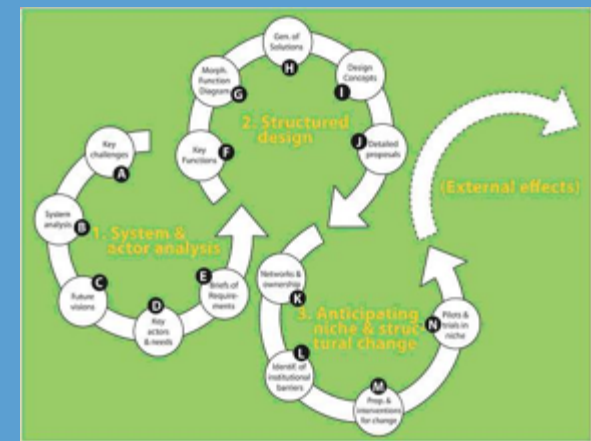 Key
challenges
A
System
analysis
B
Future
visions
C
Key
actors
& needs
D
Briefs of
Require-
ments
E
1. System &
actor analysis
Key
Functions
F
Morph.
Function
Diagram
G
Gen. of
Solutions
H
Design
Concepts
I
Detailed
proposals
J
2. Structured
design
Networks &
ownership
K
Identif. of
institutional
barriers
L
Prep. &
interventions
for change
M
Pilots &
trials in
niche
N
3. Anticipating
niche & struc
tural change
(External effects)